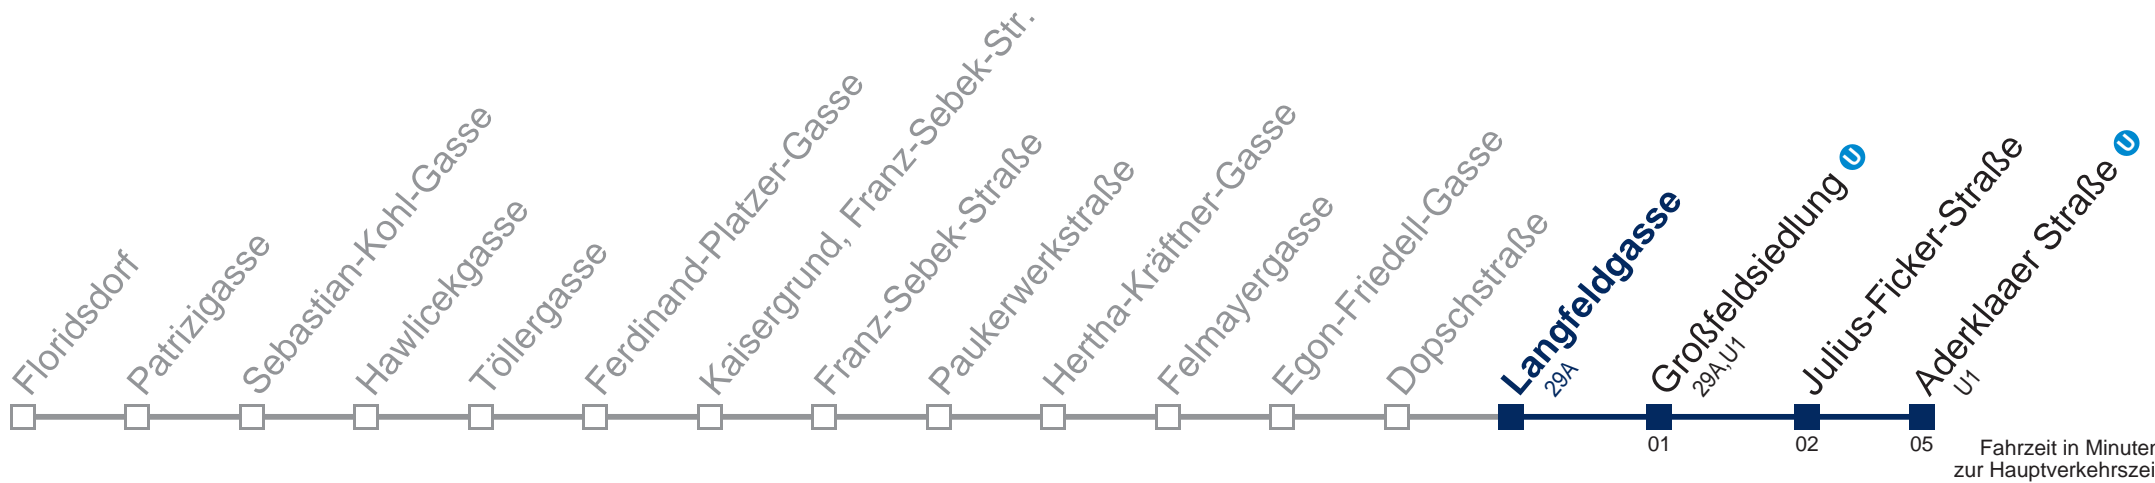 Floridsdorf
Patrizigasse
Sebastian-Kohl-Gasse
Hawlicekgasse
Töllergasse
Ferdinand-Platzer-Gasse
Kaisergrund, Franz-Sebek-Str.
Franz-Sebek-Straße
Paukerwerkstraße
Hertha-Kräftner-Gasse
Felmayergasse
Egon-Friedell-Gasse
Dopschstraße
Langfeldgasse
29A
Großfeldsiedlung U
29A,U1
Julius-Ficker-Straße
Aderklaaer Straße U
U1
01
02
05
Fahrzeit in Minuten
zur Hauptverkehrszei